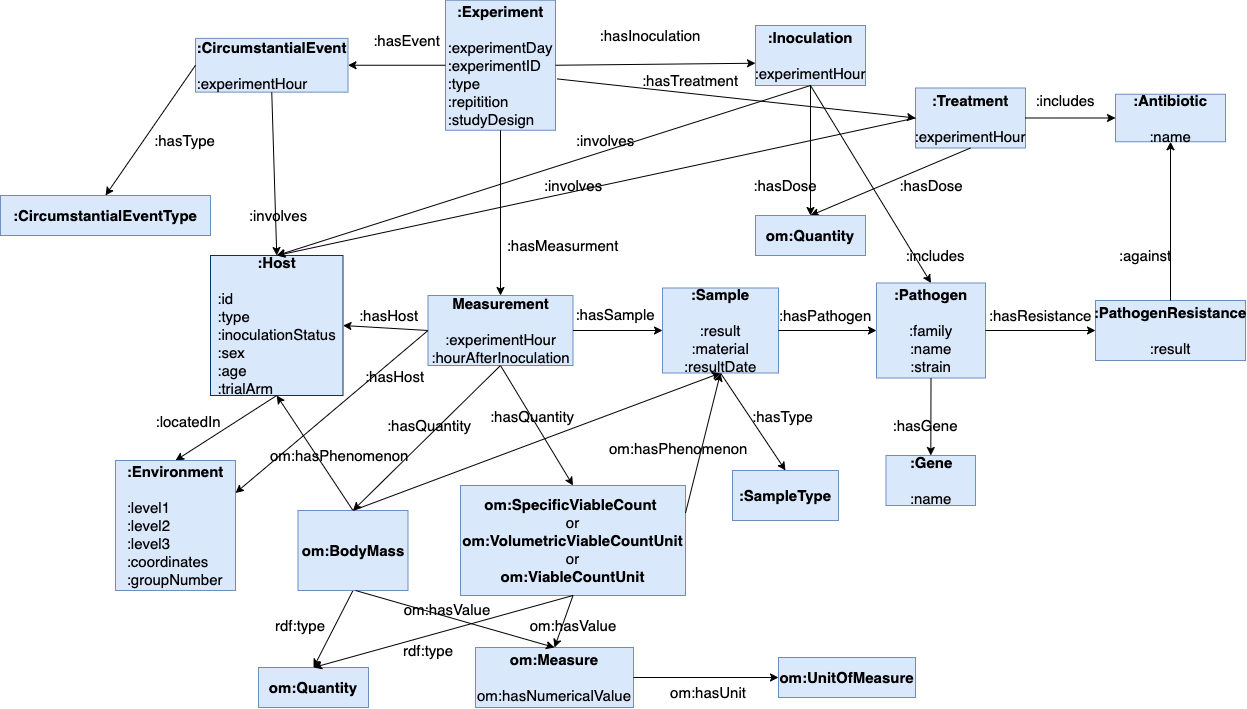 :Experiment
:experimentDay
:experimentID
:type
:repitition
:studyDesign
:hasEvent
:CircumstantialEvent
:experimentHour
:hasInoculation
:Inoculation
:experimentHour
:hasTreatment
:Treatment
:experimentHour
:includes
:Antibiotic
:name
:hasType
:CircumstantialEventType
:involves
:involves
:involves
:hasDose
:hasDose
om:Quantity
:hasMeasurment
:includes
:against
:Host
:id
:type
:inoculationStatus
:sex
:age
:trialArm
:hasHost
Measurement
:experimentHour
:hourAfterInoculation
:hasSample
:Sample
:result
:material
:resultDate
:hasPathogen
:Pathogen
:family
:name
:strain
:hasResistance
:PathogenResistance
:result
:hasHost
:locatedIn
:hasQuantity
:hasQuantity
:hasType
:hasGene
om:hasPhenomenon
om:hasPhenomenon
:Environment
:level1
:level2
:level3
:coordinates
:groupNumber
:Gene
:name
:SampleType
om:BodyMass
om:SpecificViableCount
or
om:VolumetricViableCountUnit
or
om:ViableCountUnit
om:hasValue
rdf:type
om:hasValue
rdf:type
om:Quantity
om:Measure
om:hasNumericalValue
om:hasUnit
om:UnitOfMeasure